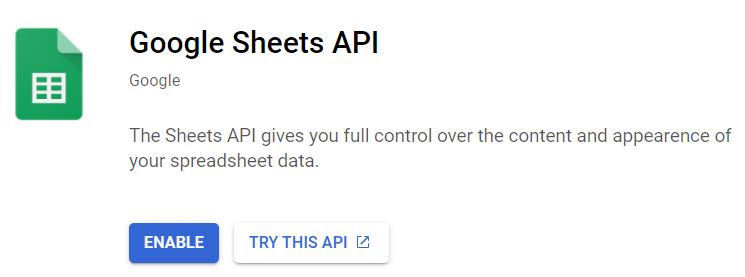 Google Sheets API
Google
The Sheets API gives you full control over the content and appearence of
your spreadsheet data.
ENABLE
TRY THIS API